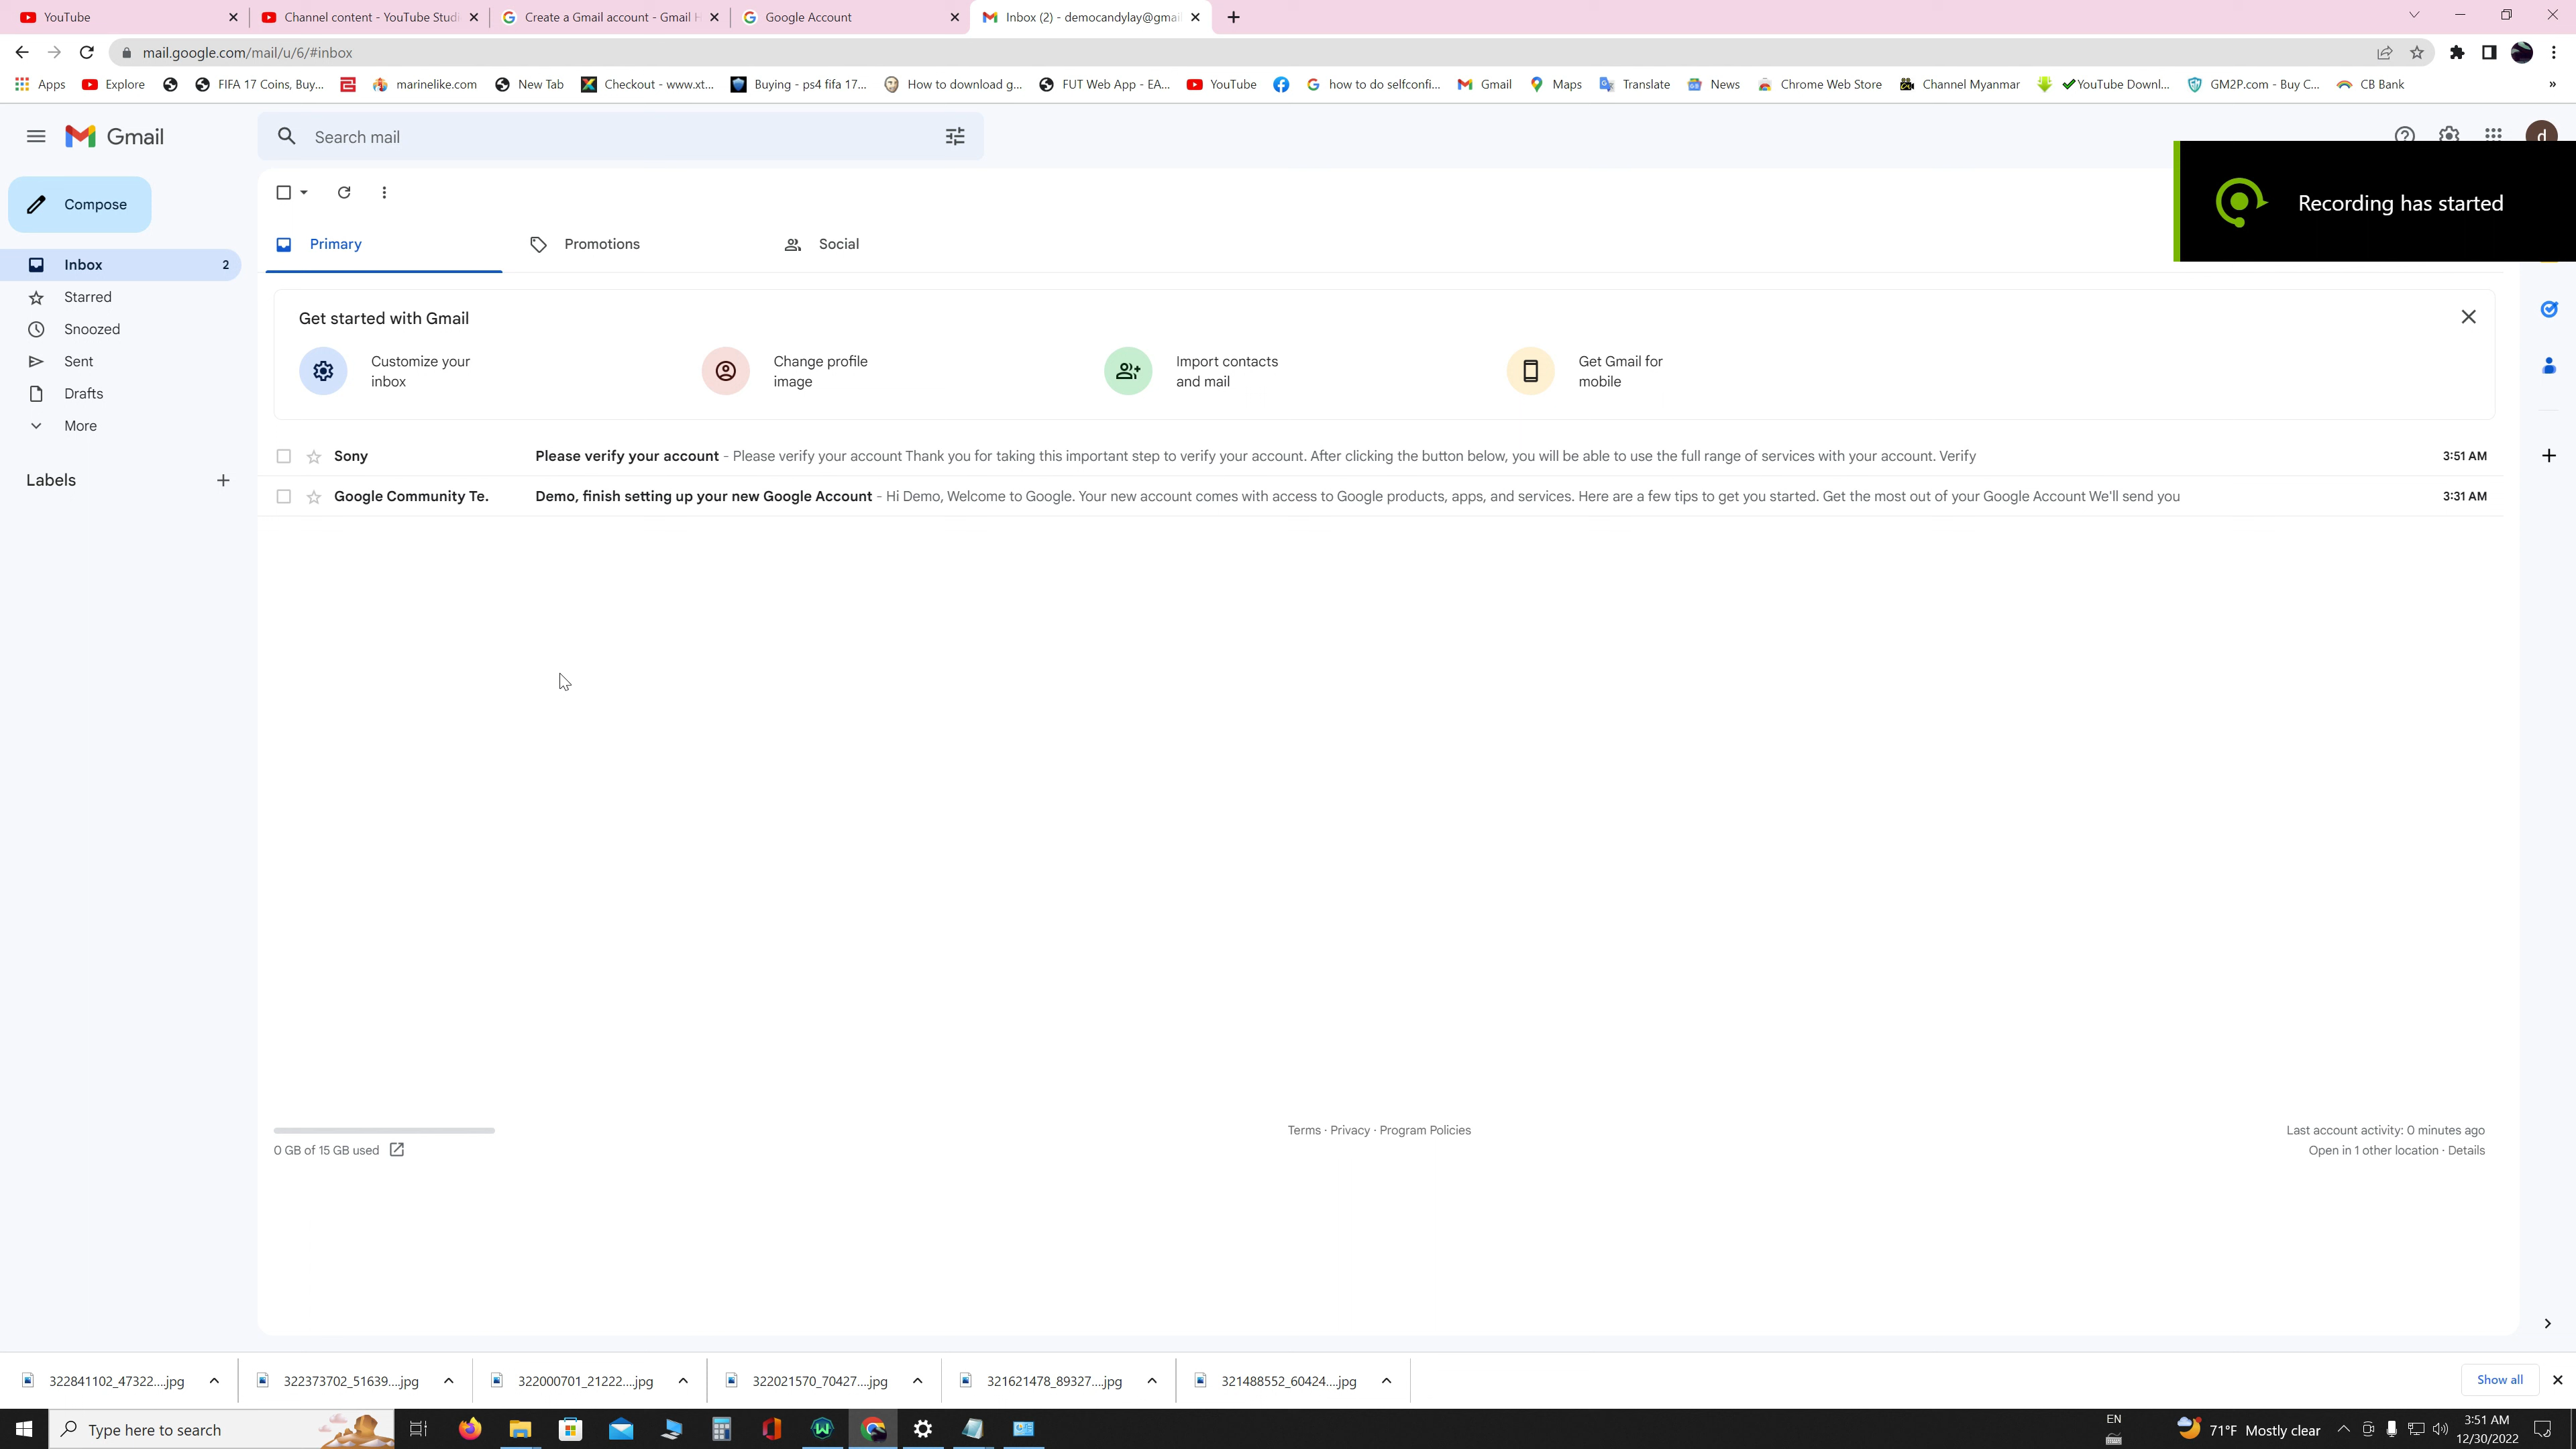 YouTube
Channel content - YouTube Studi
Create a Gmail account - Gmail H
Google Account
Inbox (2) - democandylay@gmai
mail.google.com/mail/u/6/#inbox
Apps
Explore
FIFA 17 Coins, Buy...
marinelike.com
New Tab
Checkout - www.xt...
Buying - ps4 fifa 17...
How to download g...
FUT Web App - EA...
YouTube
how to do selfconfi...
Gmail
Maps
Translate
News
Chrome Web Store
Channel Myanmar
YouTube Downl...
GM2P.com - Buy C...
CB Bank
»
Gmail
Search mail
d
Recording has started
Compose
Primary
Promotions
Social
Inbox 2
Starred
Snoozed
Sent
Drafts
More
Labels
Get started with Gmail
Customize your
inbox
Change profile
image
Import contacts
and mail
Get Gmail for
mobile
Sony Please verify your account - Please verify your account Thank you for taking this important step to verify your account. After clicking the button below, you will be able to use the full range of services with your account. Verify 3:51 AM
Google Community Te. Demo, finish setting up your new Google Account - Hi Demo, Welcome to Google. Your new account comes with access to Google products, apps, and services. Here are a few tips to get you started. Get the most out of your Google Account We'll send you 3:31 AM
0 GB of 15 GB used
Terms · Privacy · Program Policies
Last account activity: 0 minutes ago
Open in 1 other location · Details
322841102_47322....jpg
322373702_51639....jpg
322000701_21222....jpg
322021570_70427....jpg
321621478_89327....jpg
321488552_60424....jpg
Show all
Type here to search
EN
71°F Mostly clear
3:51 AM
12/30/2022